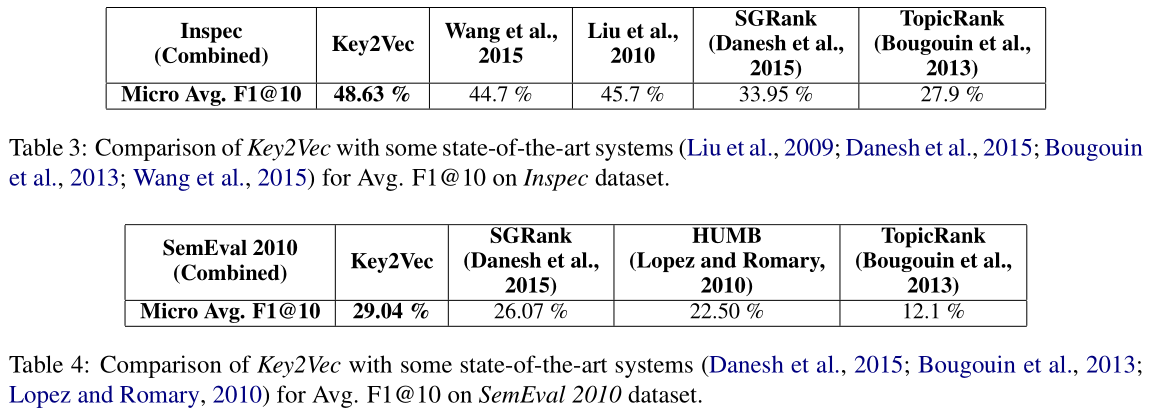 Inspec (Combined) | Key2Vec | Wang et al., 2015 | Liu et al., 2010 | SGRank (Danesh et al., 2015) | TopicRank (Bougouin et al., 2013)
Micro Avg. F1@10 | 48.63 % | 44.7 % | 45.7 % | 33.95 % | 27.9 %
Table 3: Comparison of Key2Vec with some state-of-the-art systems (Liu et al., 2009; Danesh et al., 2015; Bougouin
et al., 2013; Wang et al., 2015) for Avg. F1@10 on Inspec dataset.
SemEval 2010 (Combined) | Key2Vec | SGRank (Danesh et al., 2015) | HUMB (Lopez and Romary, 2010) | TopicRank (Bougouin et al., 2013)
Micro Avg. F1@10 | 29.04 % | 26.07 % | 22.50 % | 12.1 %
Table 4: Comparison of Key2Vec with some state-of-the-art systems (Danesh et al., 2015; Bougouin et al., 2013;
Lopez and Romary, 2010) for Avg. F1@10 on SemEval 2010 dataset.